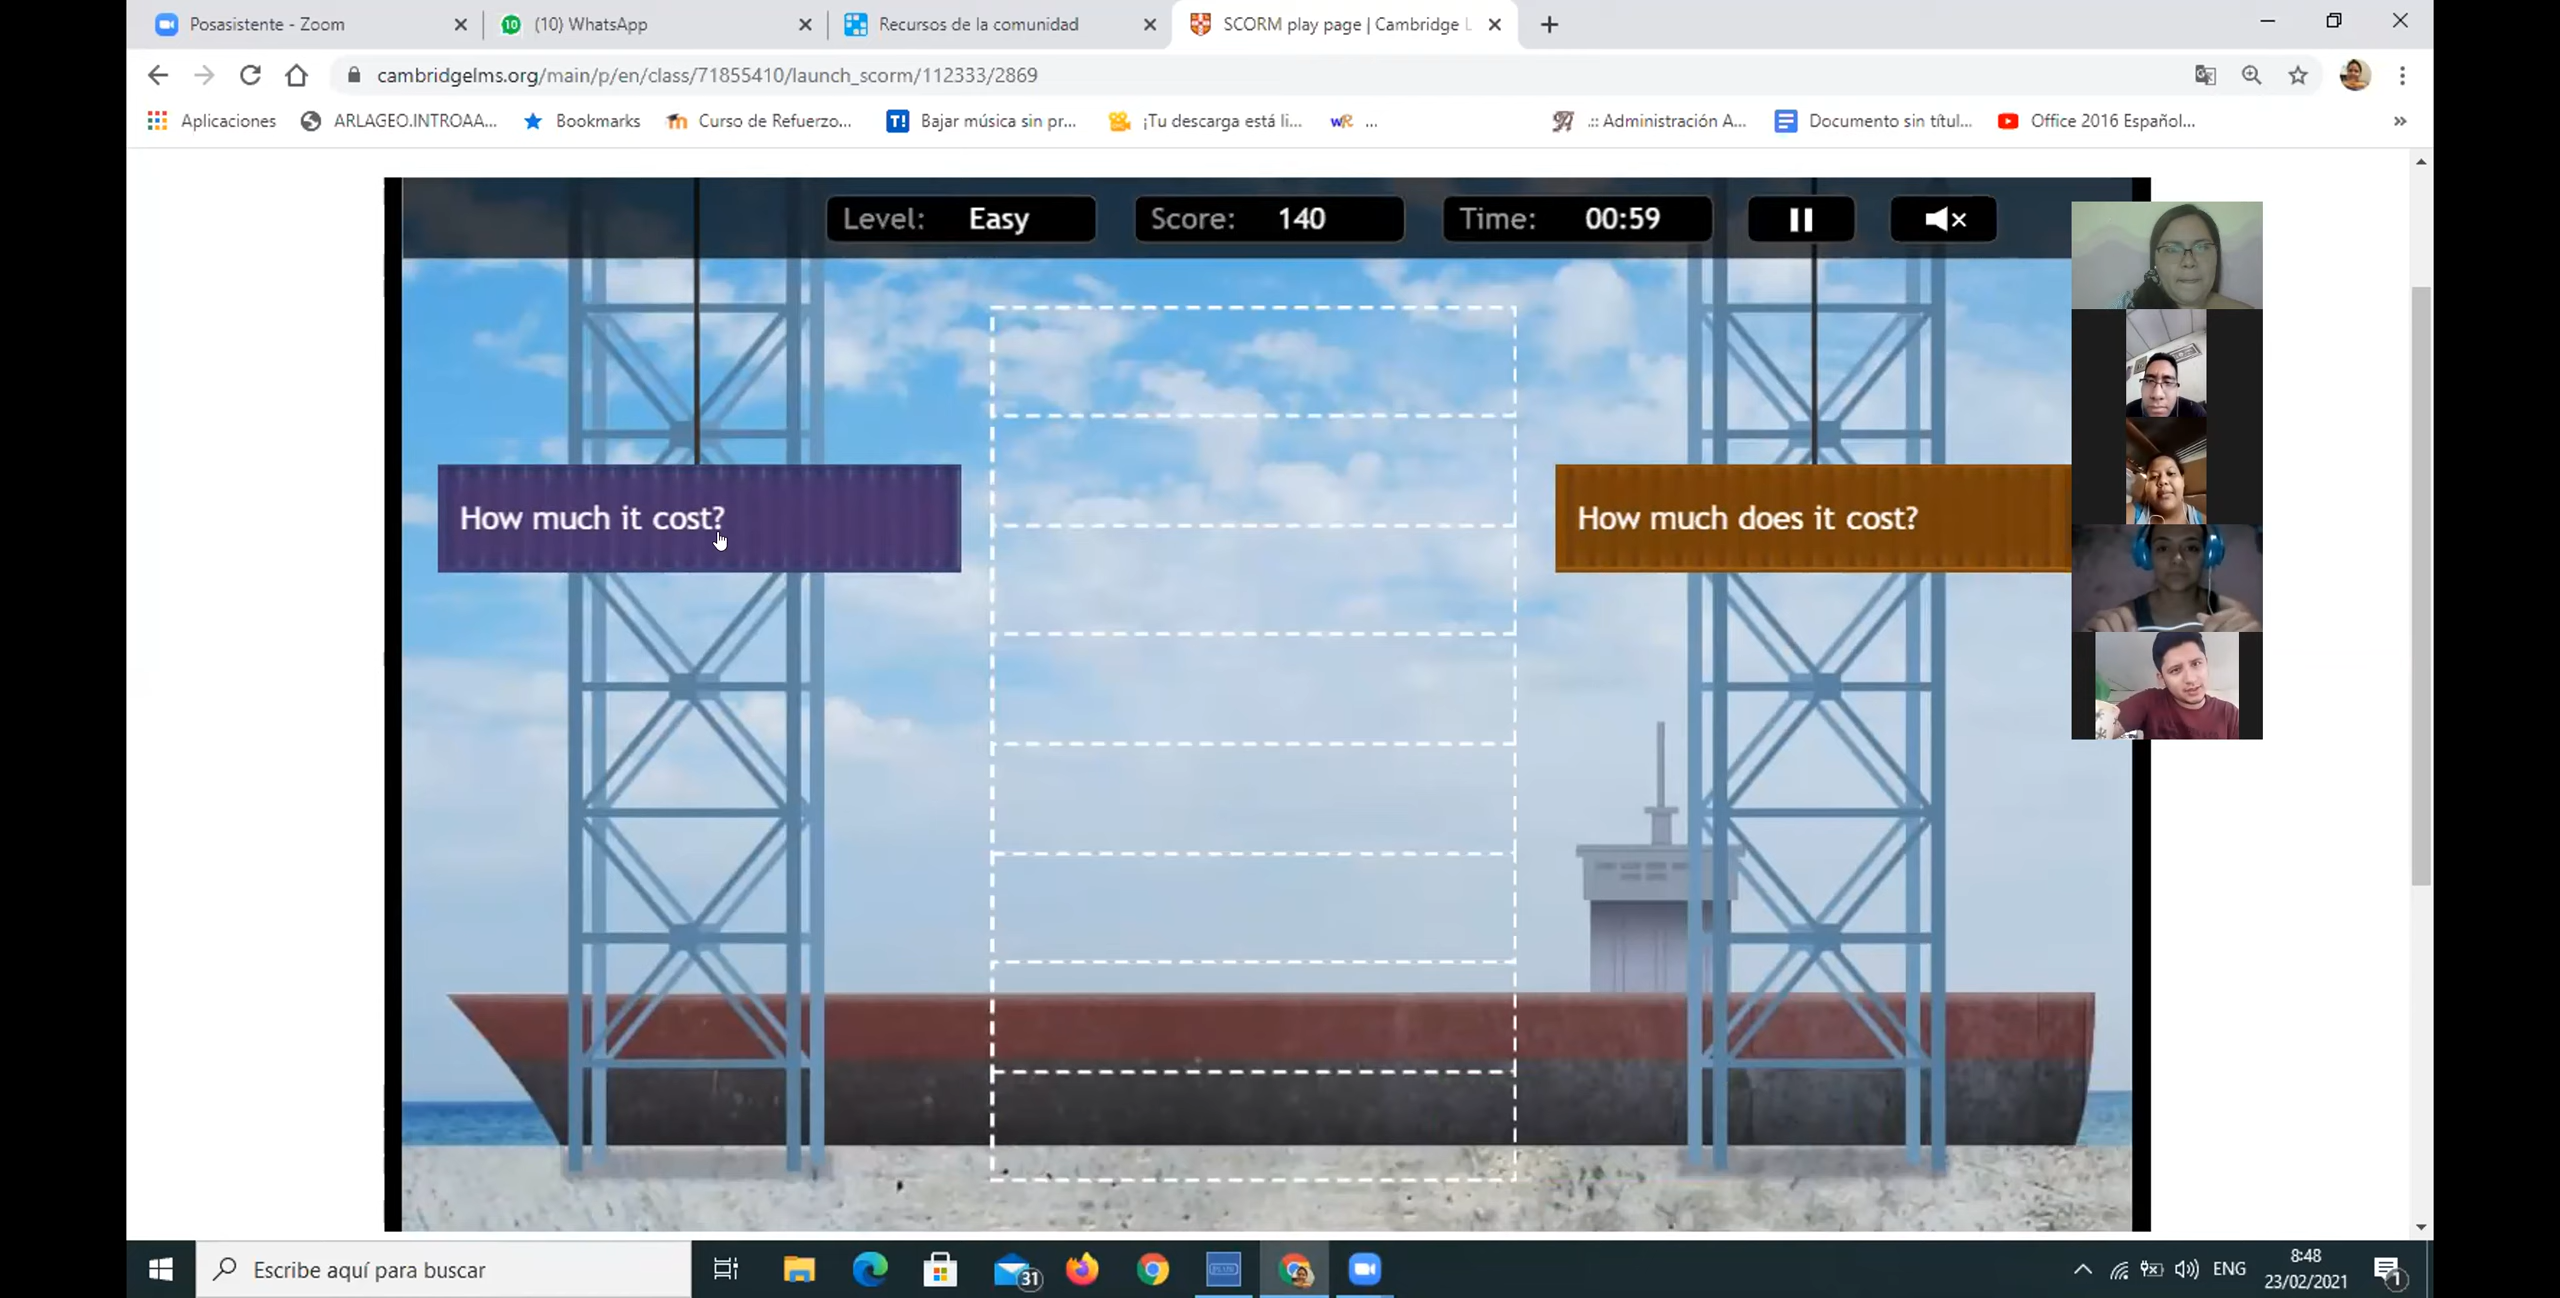 Posasistente - Zoom
(10) WhatsApp
Recursos de la comunidad
SCORM play page | Cambridge L
cambridgelms.org/main/p/en/class/71855410/launch_scorm/112333/2869
Aplicaciones
ARLAGEO.INTROAA...
Bookmarks
Curso de Refuerzo...
Bajar música sin pr...
¡Tu descarga está li...
...
.:: Administración A...
Documento sin títul...
Office 2016 Español...
Level: Easy
Score: 140
Time: 00:59
How much it cost?
How much does it cost?
Escribe aquí para buscar
31
ENG
8:48
23/02/2021
1